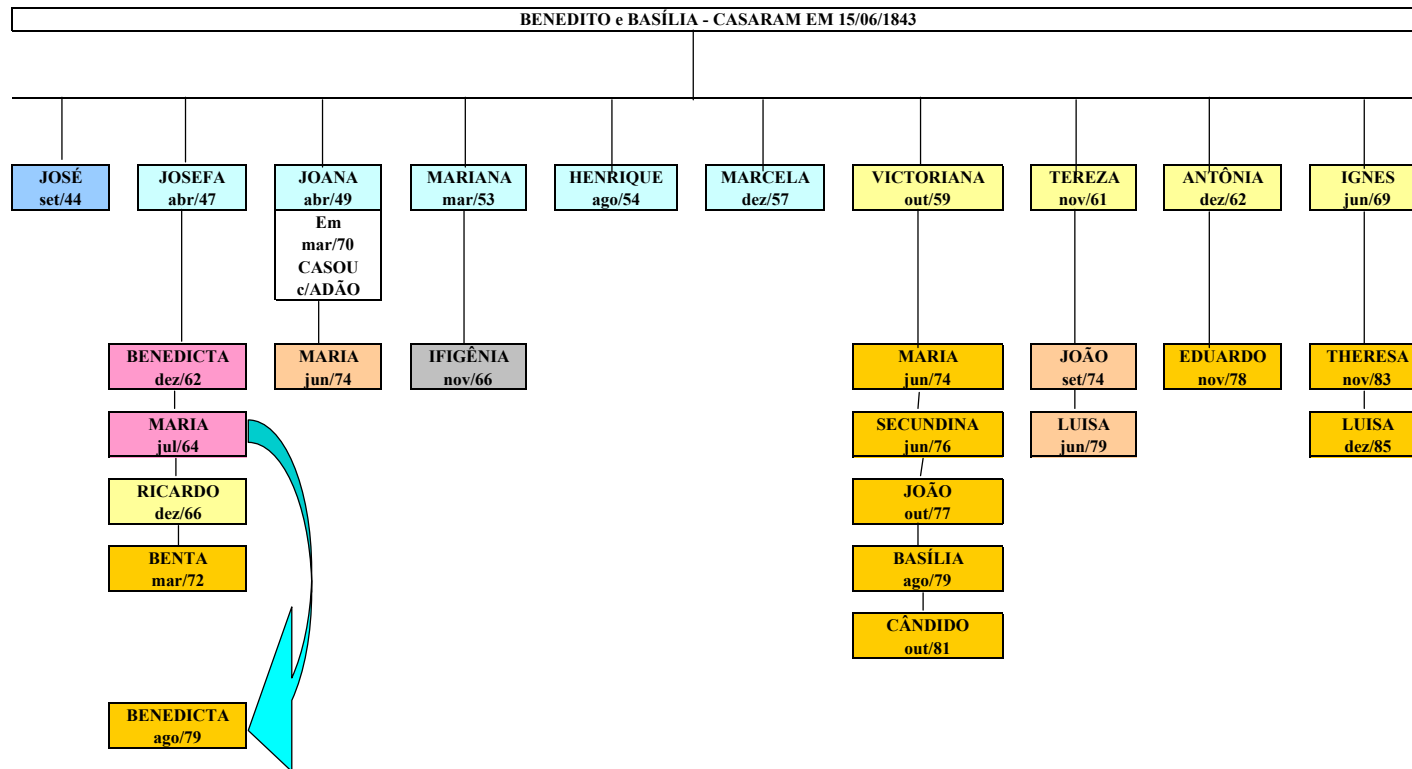 BENEDITO e BASÍLIA - CASARAM EM 15/06/1843
JOSÉ
set/44
JOSEFA
abr/47
JOANA
abr/49
Em
mar/70
CASOU
c/ADÃO
MARIANA
mar/53
HENRIQUE
ago/54
MARCELA
dez/57
VICTORIANA
out/59
TEREZA
nov/61
ANTÔNIA
dez/62
IGNES
jun/69
BENEDICTA
dez/62
MARIA
jun/74
IFIGÊNIA
nov/66
MARIA
jun/74
JOÃO
set/74
EDUARDO
nov/78
THERESA
nov/83
MARIA
jul/64
SECUNDINA
jun/76
LUISA
jun/79
LUISA
dez/85
RICARDO
dez/66
JOÃO
out/77
BENTA
mar/72
BASÍLIA
ago/79
CÂNDIDO
out/81
BENEDICTA
ago/79